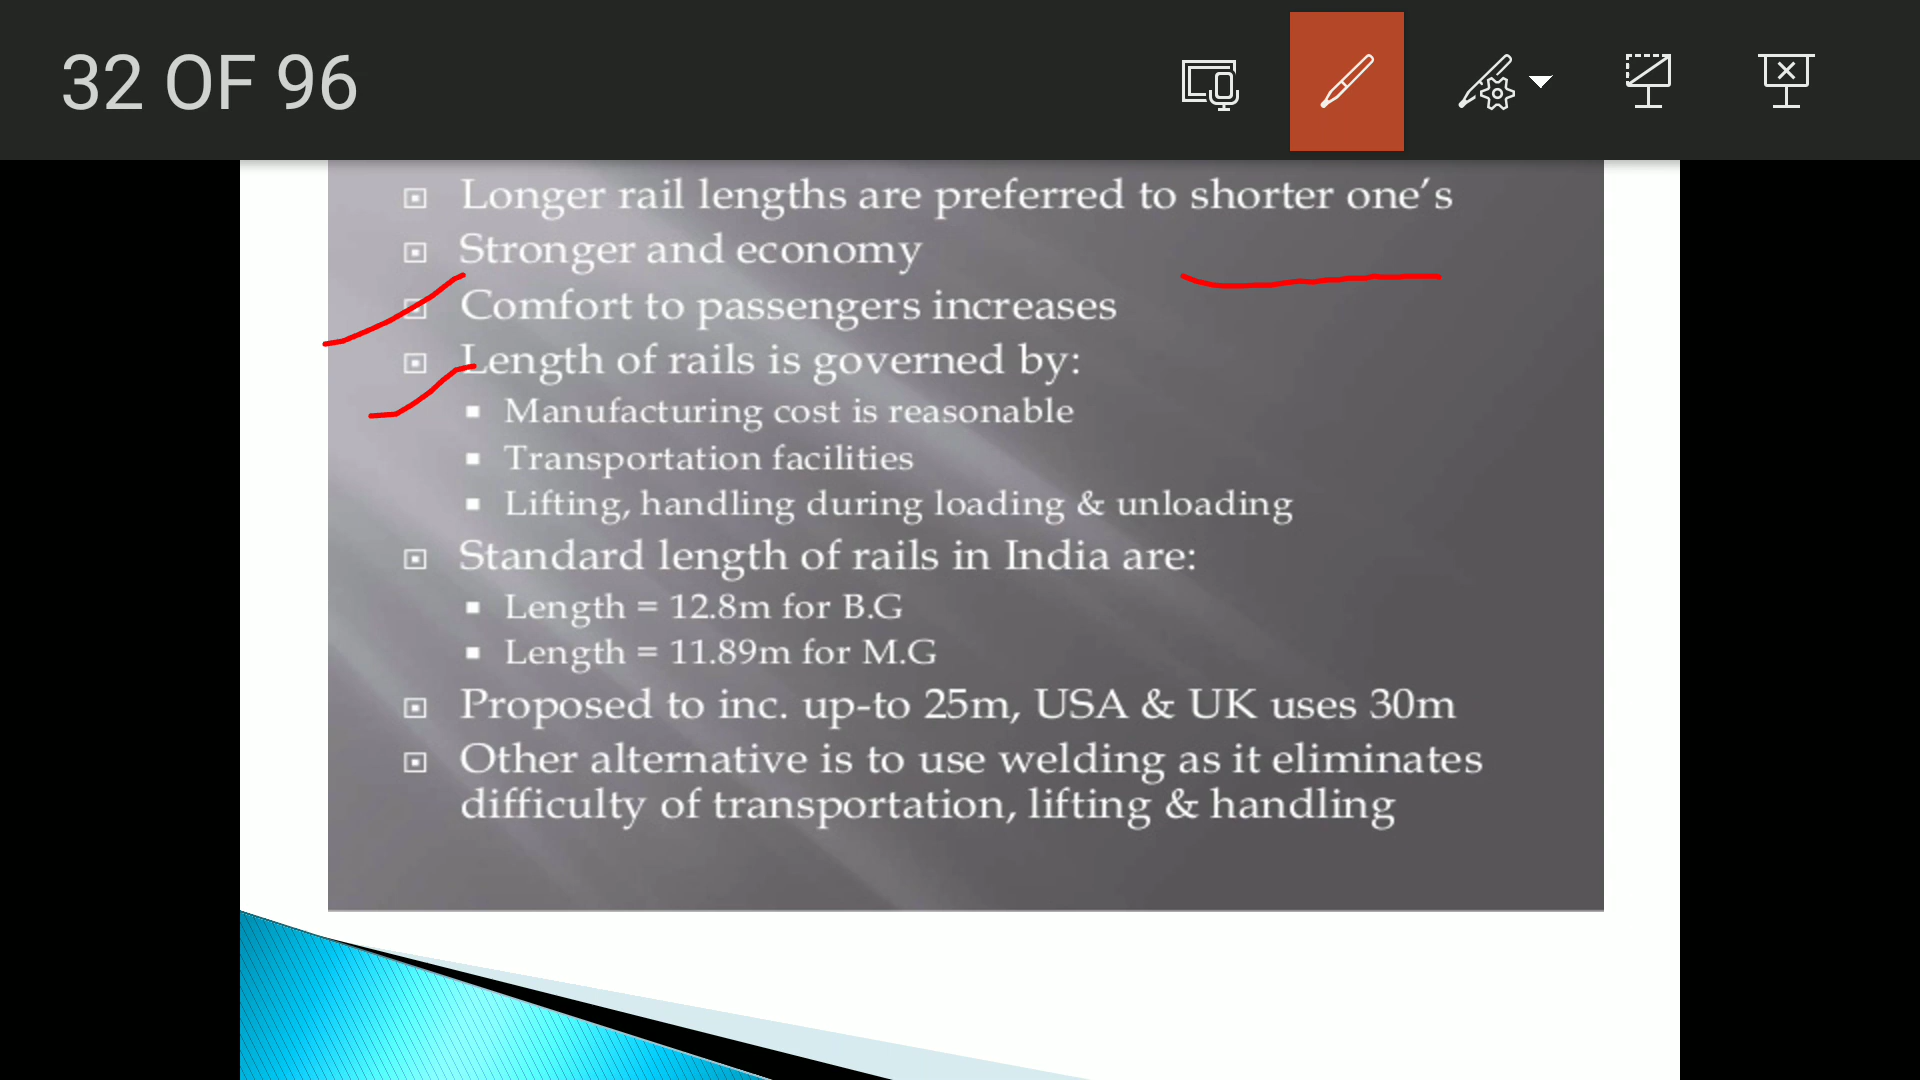 32 OF 96
Longer rail lengths are preferred to shorter one's
Stronger and economy
Comfort to passengers increases
Length of rails is governed by:
Manufacturing cost is reasonable
Transportation facilities
Lifting, handling during loading & unloading
Standard length of rails in India are:
Length = 12.8m for B.G
Length = 11.89m for M.G
Proposed to inc. up-to 25m, USA & UK uses 30m
Other alternative is to use welding as it eliminates
difficulty of transportation, lifting & handling